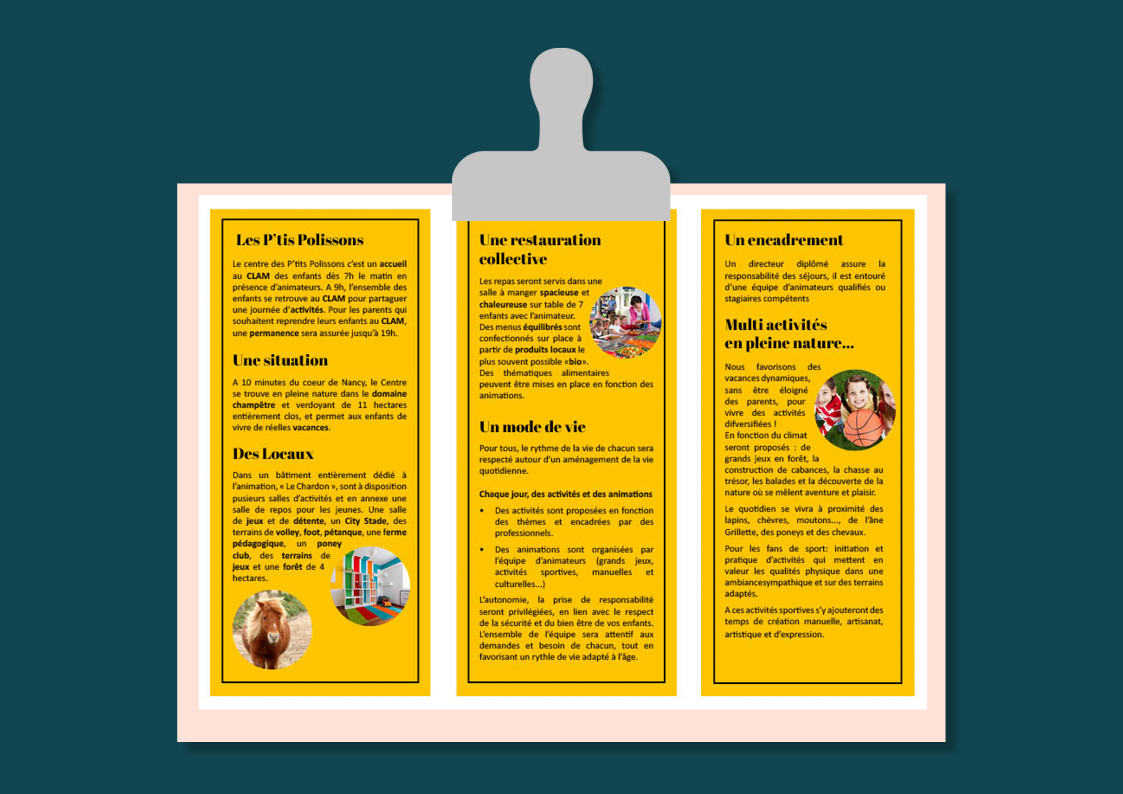 Les P'tis Polissons
Le centre des P'tits Polissons c'est un accueil
au CLAM des enfants dès 7h le matin en
présence d'animateurs. A 9h, l'ensemble des
enfants se retrouve au CLAM pour partaguer
une journée d'activités. Pour les parents qui
souhaitent reprendre leurs enfants au CLAM,
une permanence sera assurée jusqu'à 19h.
Une situation
A 10 minutes du coeur de Nancy, le Centre
se trouve en pleine nature dans le domaine
champêtre et verdoyant de 11 hectares
entièrement clos, et permet aux enfants de
vivre de réelles vacances.
Des Locaux
Dans un bâtiment entièrement dédié à
l'animation, « Le Chardon », sont à disposition
pusieurs salles d'activités et en annexe une
salle de repos pour les jeunes. Une salle
de jeux et de détente, un City Stade, des
terrains de volley, foot, pétanque, une ferme
pédagogique, un poney
club, des terrains de
jeux et une forêt de 4
hectares.
Une restauration
collective
Les repas seront servis dans une
salle à manger spacieuse et
chaleureuse sur table de 7
enfants avec l'animateur.
Des menus équilibrés sont
confectionnés sur place à
partir de produits locaux le
plus souvent possible «bio».
Des thématiques alimentaires
peuvent être mises en place en fonction des
animations.
Un mode de vie
Pour tous, le rythme de la vie de chacun sera
respecté autour d'un aménagement de la vie
quotidienne.
Chaque jour, des activités et des animations
• Des activités sont proposées en fonction
des thèmes et encadrées par des
professionnels.
• Des animations sont organisées par
l'équipe d'animateurs (grands jeux,
activités sportives, manuelles et
culturelles...)
L'autonomie, la prise de responsabilité
seront privilégiées, en lien avec le respect
de la sécurité et du bien être de vos enfants.
L'ensemble de l'équipe sera attentif aux
demandes et besoin de chacun, tout en
favorisant un rythle de vie adapté à l'âge.
Un encadrement
Un directeur diplômé assure la
responsabilité des séjours, il est entouré
d'une équipe d'animateurs qualifiés ou
stagiaires compétents
Multi activités
en pleine nature...
Nous favorisons des
vacances dynamiques,
sans être éloigné
des parents, pour
vivre des activités
difversifiées !
En fonction du climat
seront proposés : de
grands jeux en forêt, la
construction de cabances, la chasse au
trésor, les balades et la découverte de la
nature où se mêlent aventure et plaisir.
Le quotidien se vivra à proximité des
lapins, chèvres, moutons..., de l'âne
Grillette, des poneys et des chevaux.
Pour les fans de sport: initiation et
pratique d'activités qui mettent en
valeur les qualités physique dans une
ambiancesympathique et sur des terrains
adaptés.
A ces activités sportives s'y ajouteront des
temps de création manuelle, artisanat,
artistique et d'expression.